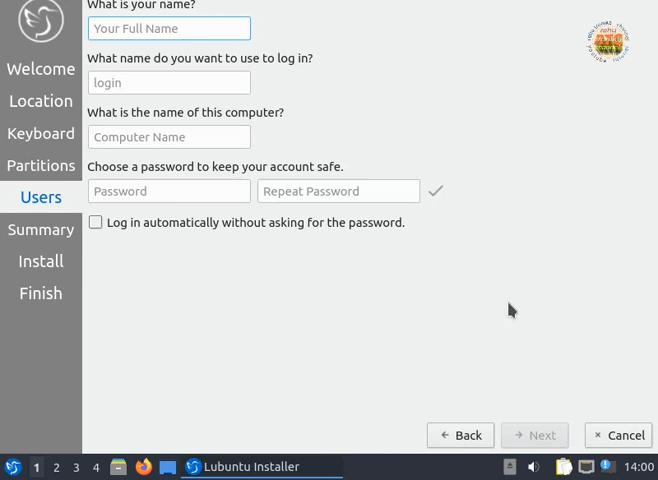 What is your name?
Your Full Name
What name do you want to use to log in?
login
What is the name of this computer?
Computer Name
Choose a password to keep your account safe.
Password
Repeat Password
Log in automatically without asking for the password.
Welcome
Location
Keyboard
Partitions
Users
Summary
Install
Finish
Back
Next
Cancel
1 2 3 4
Lubuntu Installer
14:00